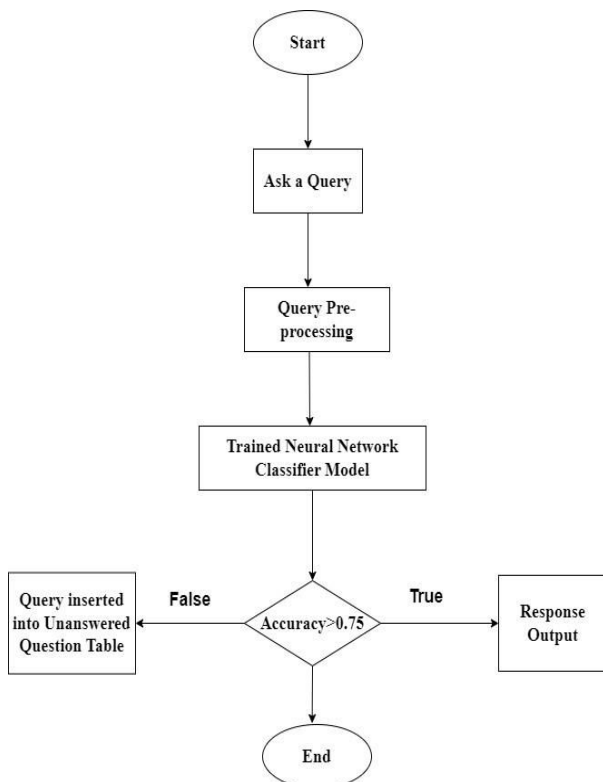 Start
Ask a Query
Query Pre-
processing
Trained Neural Network
Classifier Model
Query inserted
into Unanswered
Question Table
False
Accuracy>0.75
True
Response
Output
End